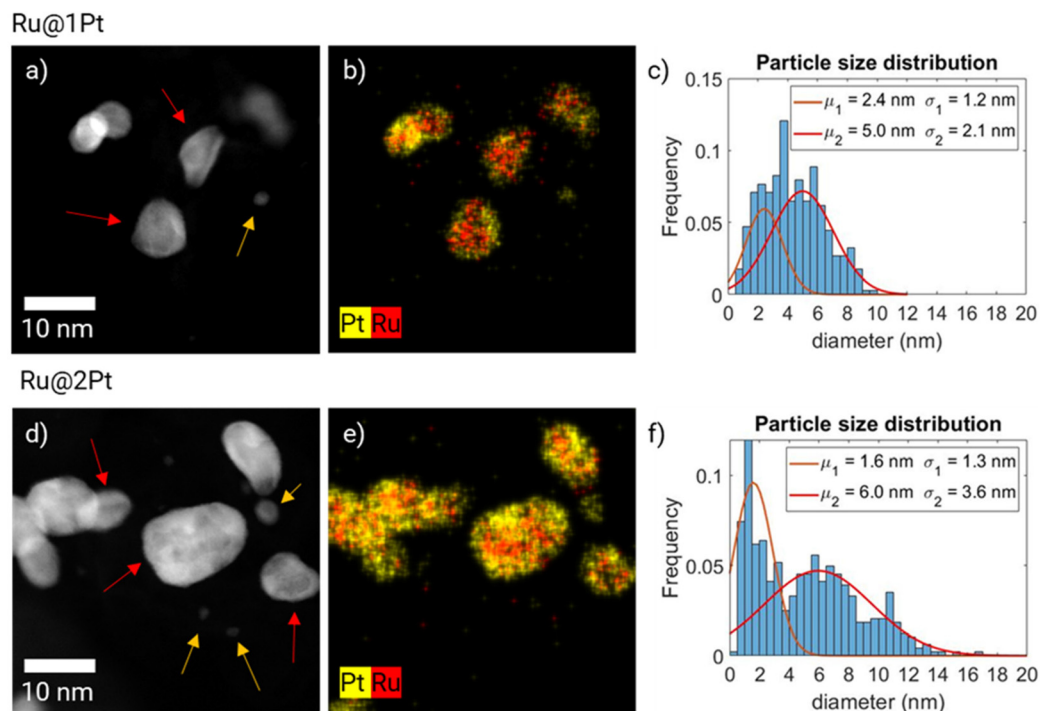 Ru@1Pt
a)
10 nm
b)
Pt Ru
c)
Particle size distribution
μ1 = 2.4 nm σ1 = 1.2 nm
μ2 = 5.0 nm σ2 = 2.1 nm
Frequency
0.15
0.1
0.05
0
0 2 4 6 8 10 12 14 16 18 20
diameter (nm)
Ru@2Pt
d)
10 nm
e)
Pt Ru
f)
Particle size distribution
μ1 = 1.6 nm σ1 = 1.3 nm
μ2 = 6.0 nm σ2 = 3.6 nm
Frequency
0.1
0.05
0
0 2 4 6 8 10 12 14 16 18 20
diameter (nm)